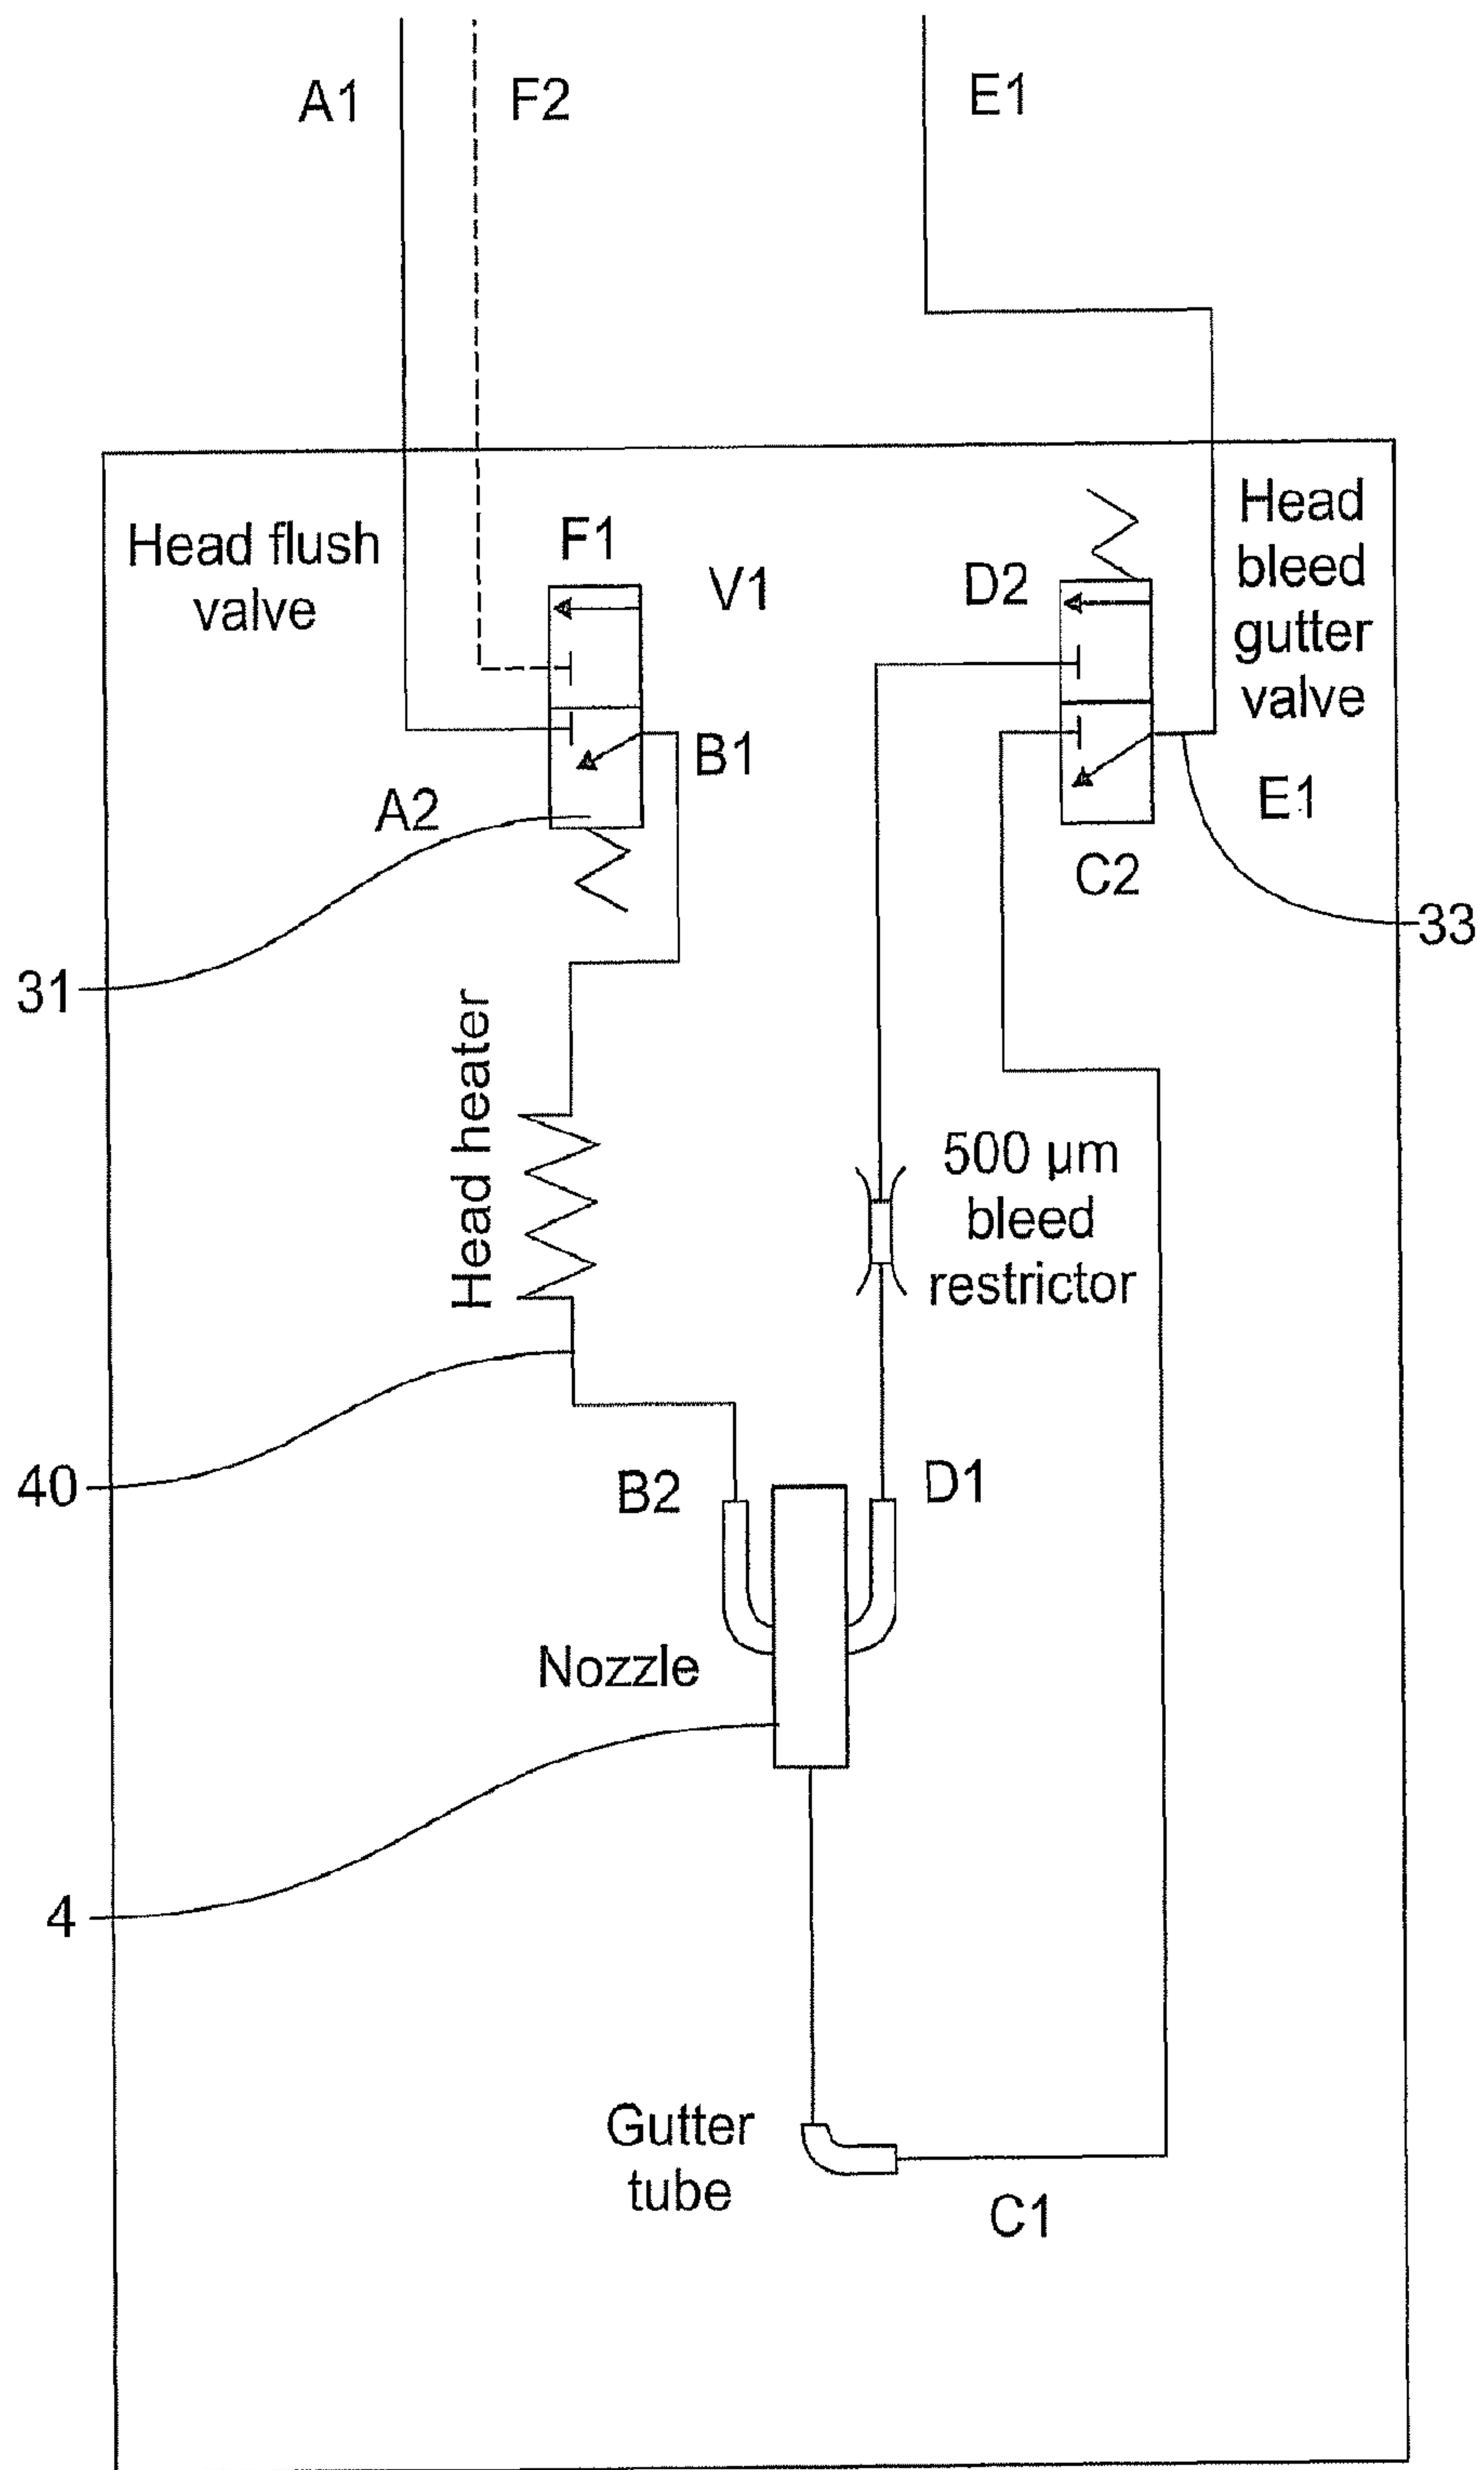 A1
F2
E1
Head flush
valve
F1
V1
D2
Head
bleed
gutter
valve
B1
A2
E1
C2
33
31
Head heater
500 µm
bleed
restrictor
40
B2
D1
Nozzle
4
Gutter
tube
C1